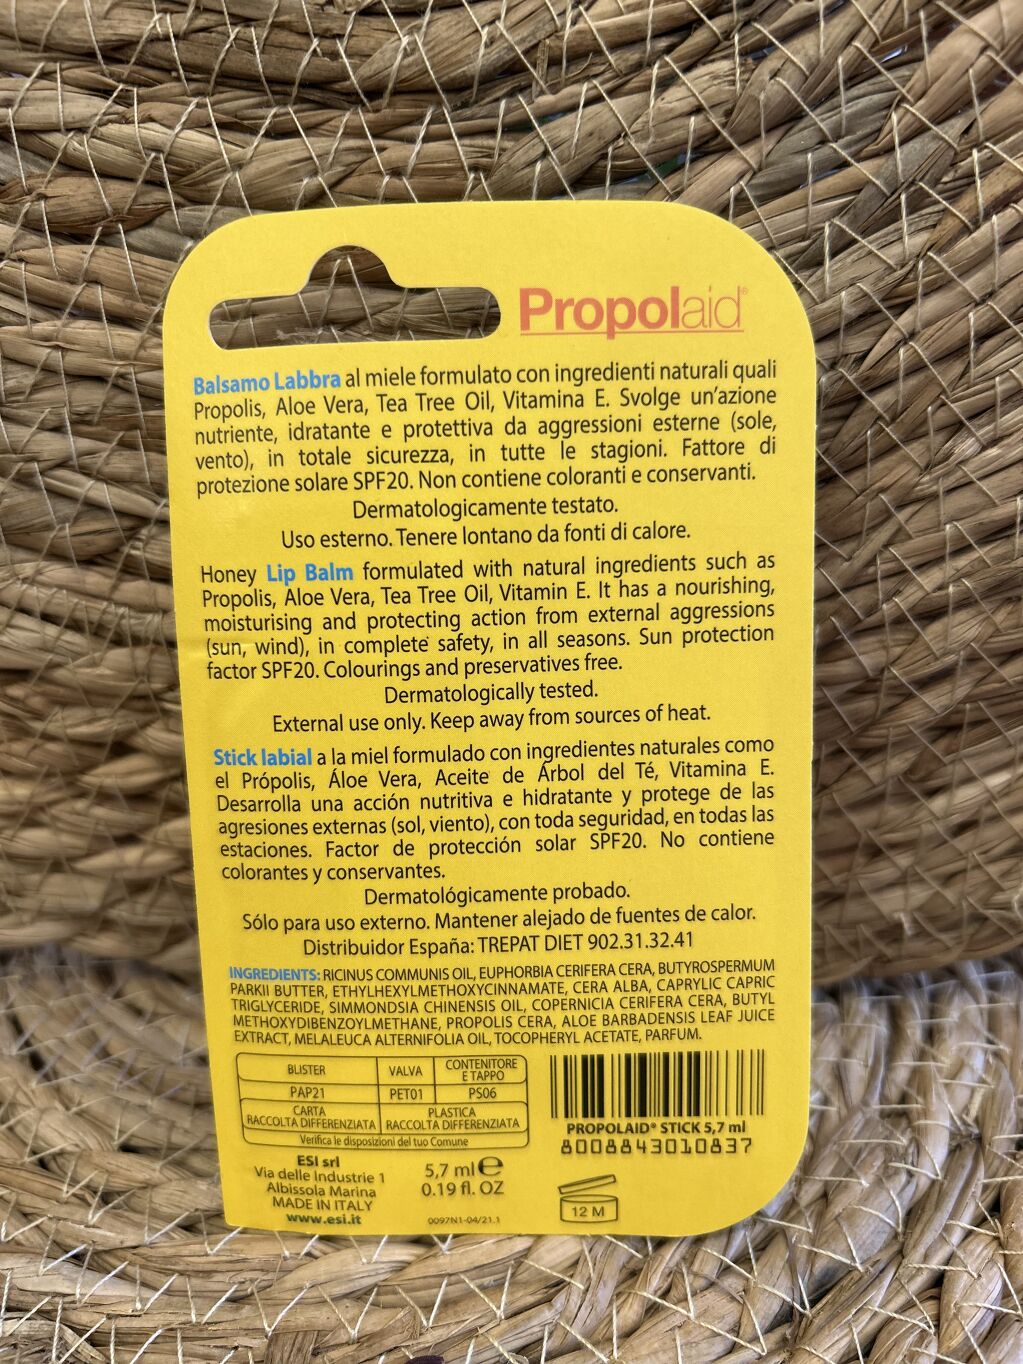 Propolaid®
Balsamo Labbra al miele formulato con ingredienti naturali quali
Propolis, Aloe Vera, Tea Tree Oil, Vitamina E. Svolge un'azione
nutriente, idratante e protettiva da aggressioni esterne (sole,
vento), in totale sicurezza, in tutte le stagioni. Fattore di
protezione solare SPF20. Non contiene coloranti e conservanti.
Dermatologicamente testato.
Uso esterno. Tenere lontano da fonti di calore.
Honey Lip Balm formulated with natural ingredients such as
Propolis, Aloe Vera, Tea Tree Oil, Vitamin E. It has a nourishing,
moisturising and protecting action from external aggressions
(sun, wind), in complete safety, in all seasons. Sun protection
factor SPF20. Colourings and preservatives free.
Dermatologically tested.
External use only. Keep away from sources of heat.
Stick labial a la miel formulado con ingredientes naturales como
el Própolis, Áloe Vera, Aceite de Árbol del Té, Vitamina E.
Desarrolla una acción nutritiva e hidratante y protege de las
agresiones externas (sol, viento), con toda seguridad, en todas las
estaciones. Factor de protección solar SPF20. No contiene
colorantes y conservantes.
Dermatológicamente probado.
Sólo para uso externo. Mantener alejado de fuentes de calor.
Distribuidor España: TREPAT DIET 902.31.32.41
INGREDIENTS: RICINUS COMMUNIS OIL, EUPHORBIA CERIFERA CERA, BUTYROSPERMUM
PARKII BUTTER, ETHYLHEXYLMETHOXYCINNAMATE, CERA ALBA, CAPRYLIC CAPRIC
TRIGLYCERIDE, SIMMONDSIA CHINENSIS OIL, COPERNICIA CERIFERA CERA, BUTYL
METHOXYDIBENZOYLMETHANE, PROPOLIS CERA, ALOE BARBADENSIS LEAF JUICE
EXTRACT, MELALEUCA ALTERNIFOLIA OIL, TOCOPHERYL ACETATE, PARFUM.
BLISTER VALVA CONTENITORE
E TAPPO
PAP21 PET01 PS06
CARTA PLASTICA
RACCOLTA DIFFERENZIATA RACCOLTA DIFFERENZIATA
Verifica le disposizioni del tuo Comune
PROPOLAID® STICK 5,7 ml
8008843010837
ESI srl
Via delle Industrie 1
Albissola Marina
MADE IN ITALY
www.esi.it
5,7 ml e
0.19 fl. OZ
0097N1-04/21.1
12 M